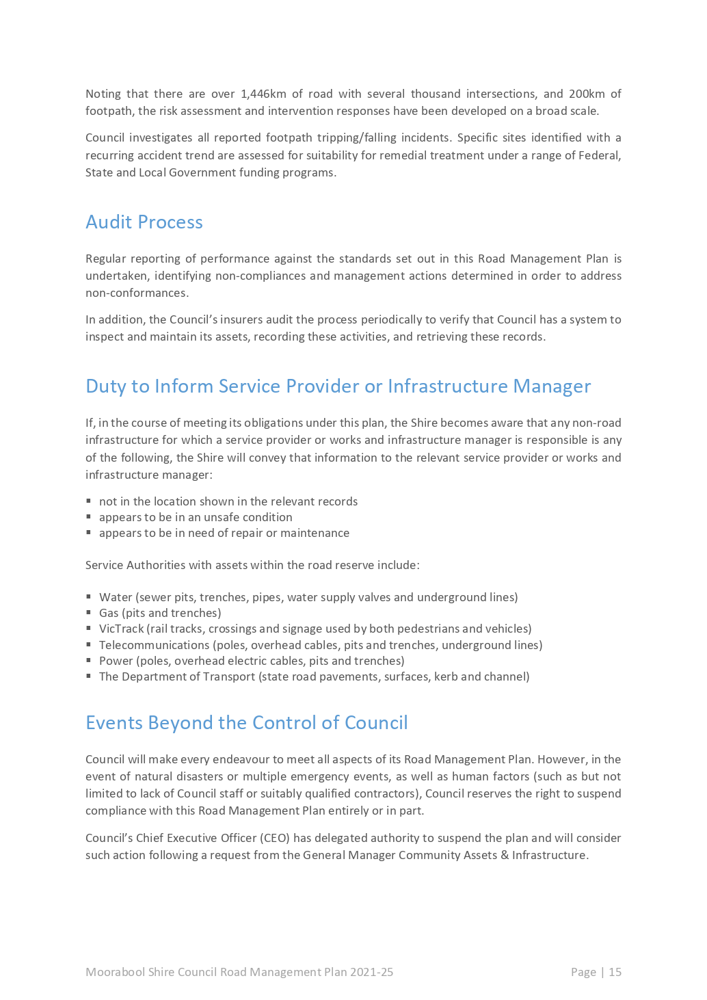 Noting that there are over 1,446km of road with several thousand intersections, and 200km of
footpath, the risk assessment and intervention responses have been developed on a broad scale.
Council investigates all reported footpath tripping/falling incidents. Specific sites identified with a
recurring accident trend are assessed for suitability for remedial treatment under a range of Federal,
State and Local Government funding programs.
Audit Process
Regular reporting of performance against the standards set out in this Road Management Plan is
undertaken, identifying non-compliances and management actions determined in order to address
non-conformances.
In addition, the Council’s insurers audit the process periodically to verify that Council has a system to
inspect and maintain its assets, recording these activities, and retrieving these records.
Duty to Inform Service Provider or Infrastructure Manager
If, in the course of meeting its obligations under this plan, the Shire becomes aware that any non-road
infrastructure for which a service provider or works and infrastructure manager is responsible is any
of the following, the Shire will convey that information to the relevant service provider or works and
infrastructure manager:
▪ not in the location shown in the relevant records
▪ appears to be in an unsafe condition
▪ appears to be in need of repair or maintenance
Service Authorities with assets within the road reserve include:
▪ Water (sewer pits, trenches, pipes, water supply valves and underground lines)
▪ Gas (pits and trenches)
▪ VicTrack (rail tracks, crossings and signage used by both pedestrians and vehicles)
▪ Telecommunications (poles, overhead cables, pits and trenches, underground lines)
▪ Power (poles, overhead electric cables, pits and trenches)
▪ The Department of Transport (state road pavements, surfaces, kerb and channel)
Events Beyond the Control of Council
Council will make every endeavour to meet all aspects of its Road Management Plan. However, in the
event of natural disasters or multiple emergency events, as well as human factors (such as but not
limited to lack of Council staff or suitably qualified contractors), Council reserves the right to suspend
compliance with this Road Management Plan entirely or in part.
Council’s Chief Executive Officer (CEO) has delegated authority to suspend the plan and will consider
such action following a request from the General Manager Community Assets & Infrastructure.
Moorabool Shire Council Road Management Plan 2021-25 Page | 15